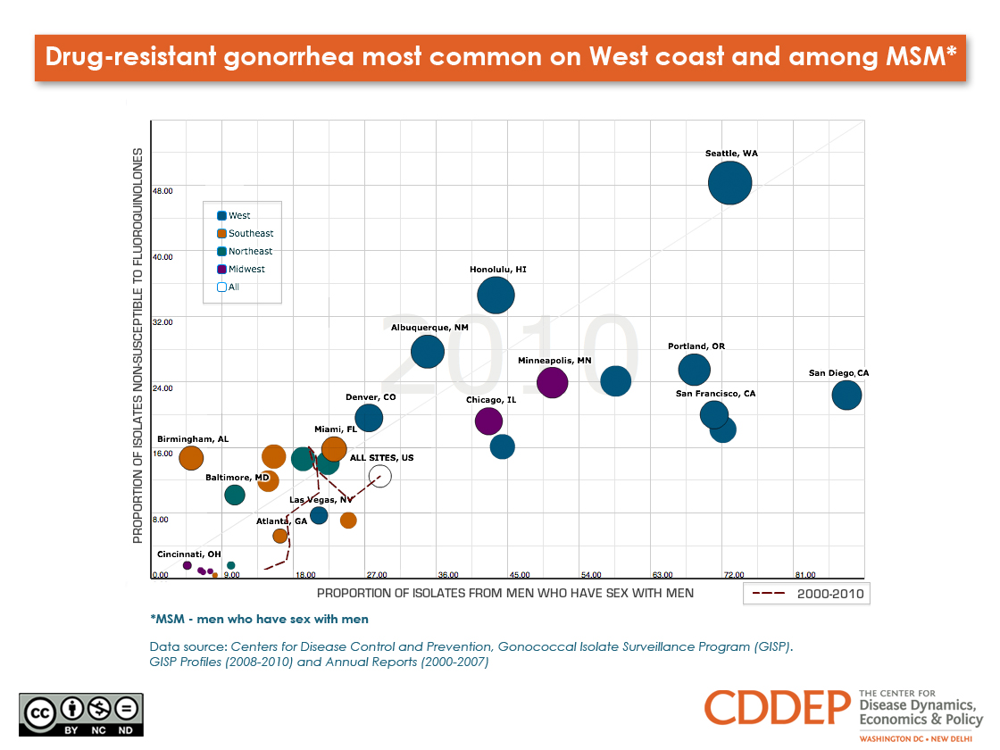 Drug-resistant gonorrhea most common on West coast and among MSM*
PROPORTION OF ISOLATES NON-SUSCEPTIBLE TO FLUOROQUINOLONES
Seattle, WA
48.00
West
Southeast
Northeast
Midwest
All
40.00
Honolulu, HI
2010
32.00
Albuquerque, NM
Portland, OR
Minneapolis, MN
San Diego,CA
24.00
Denver, CO
Chicago, IL
San Francisco, CA
Miami, FL
Birmingham, AL
16.00
ALL SITES, US
Baltimore, MD
Las Vegas, NV
8.00
Atlanta, GA
Cincinnati, OH
0.00 9.00 18.00 27.00 36.00 45.00 54.00 63.00 72.00 81.00
PROPORTION OF ISOLATES FROM MEN WHO HAVE SEX WITH MEN
2000-2010
*MSM - men who have sex with men
Data source: Centers for Disease Control and Prevention, Gonococcal Isolate Surveillance Program (GISP).
GISP Profiles (2008-2010) and Annual Reports (2000-2007)
cc
BY NC ND
CDDEP
THE CENTER FOR
Disease Dynamics,
Economics & Policy
WASHINGTON DC • NEW DELHI